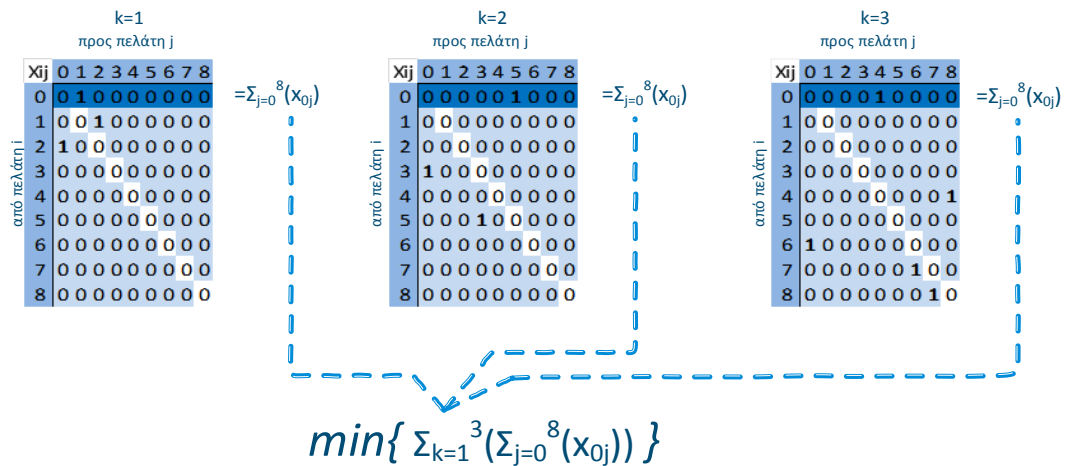 k=1
προς πελάτη j
από πελάτη i
Xij 0 1 2 3 4 5 6 7 8
0 0 1 0 0 0 0 0 0 0
1 0 0 1 0 0 0 0 0 0
2 1 0 0 0 0 0 0 0 0
3 0 0 0 0 0 0 0 0 0
4 0 0 0 0 0 0 0 0 0
5 0 0 0 0 0 0 0 0 0
6 0 0 0 0 0 0 0 0 0
7 0 0 0 0 0 0 0 0 0
8 0 0 0 0 0 0 0 0 0
=Σj=0⁸(x0j)
k=2
προς πελάτη j
από πελάτη i
Xij 0 1 2 3 4 5 6 7 8
0 0 0 0 0 0 1 0 0 0
1 0 0 0 0 0 0 0 0 0
2 0 0 0 0 0 0 0 0 0
3 1 0 0 0 0 0 0 0 0
4 0 0 0 0 0 0 0 0 0
5 0 0 0 1 0 0 0 0 0
6 0 0 0 0 0 0 0 0 0
7 0 0 0 0 0 0 0 0 0
8 0 0 0 0 0 0 0 0 0
=Σj=0⁸(x0j)
k=3
προς πελάτη j
από πελάτη i
Xij 0 1 2 3 4 5 6 7 8
0 0 0 0 0 1 0 0 0 0
1 0 0 0 0 0 0 0 0 0
2 0 0 0 0 0 0 0 0 0
3 0 0 0 0 0 0 0 0 0
4 0 0 0 0 0 0 0 0 1
5 0 0 0 0 0 0 0 0 0
6 1 0 0 0 0 0 0 0 0
7 0 0 0 0 0 0 1 0 0
8 0 0 0 0 0 0 0 1 0
=Σj=0⁸(x0j)
min{ Σk=1³(Σj=0⁸(x0j)) }